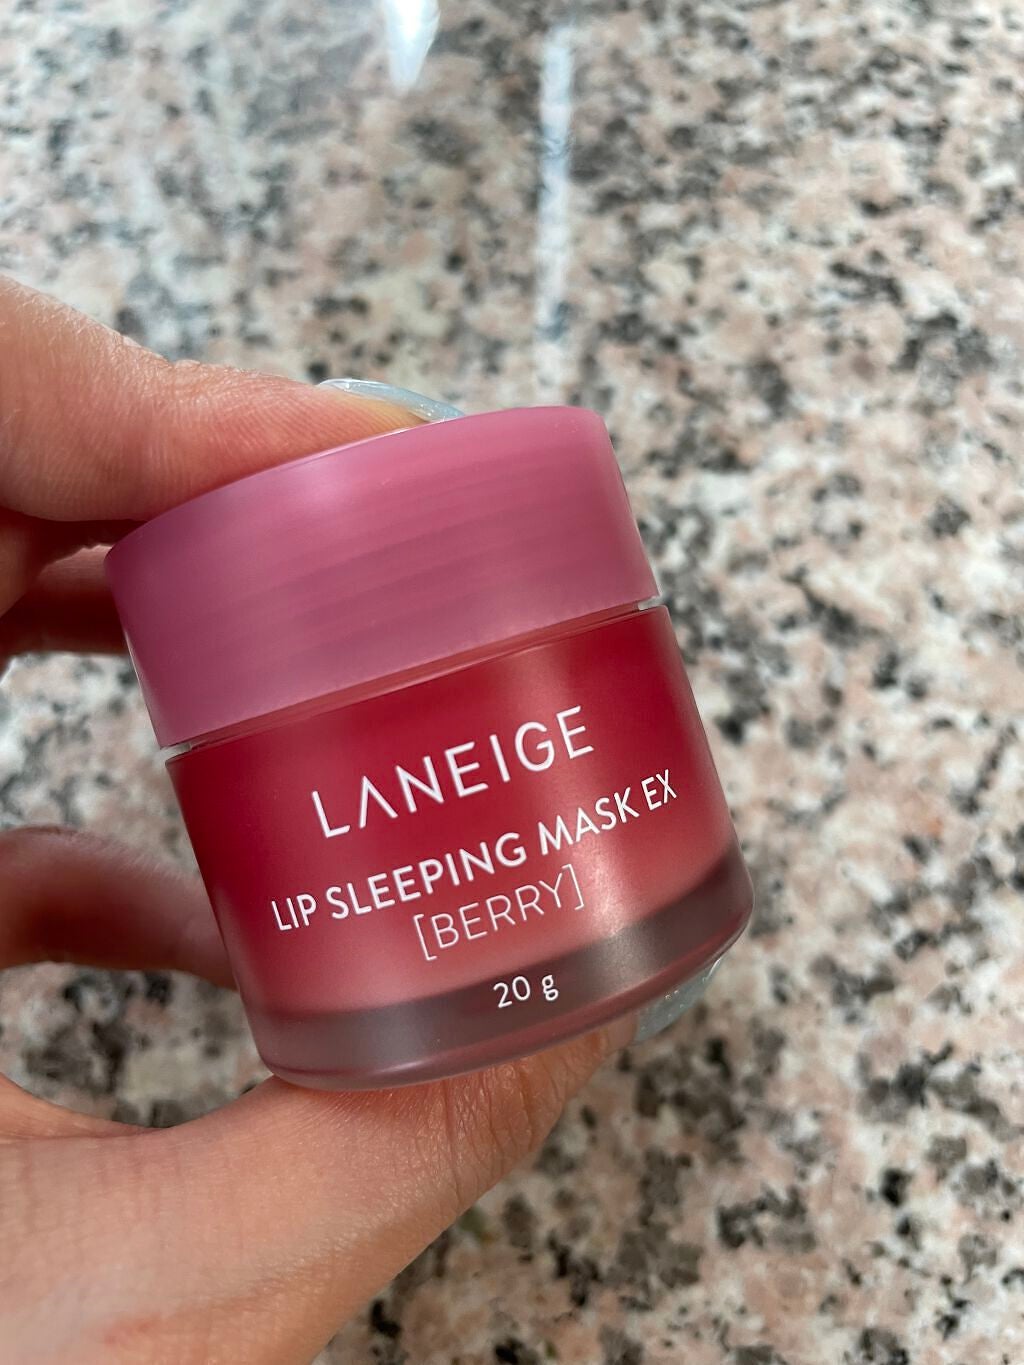 LANEIGE
LIP SLEEPING MASK EX
[BERRY]
20 g